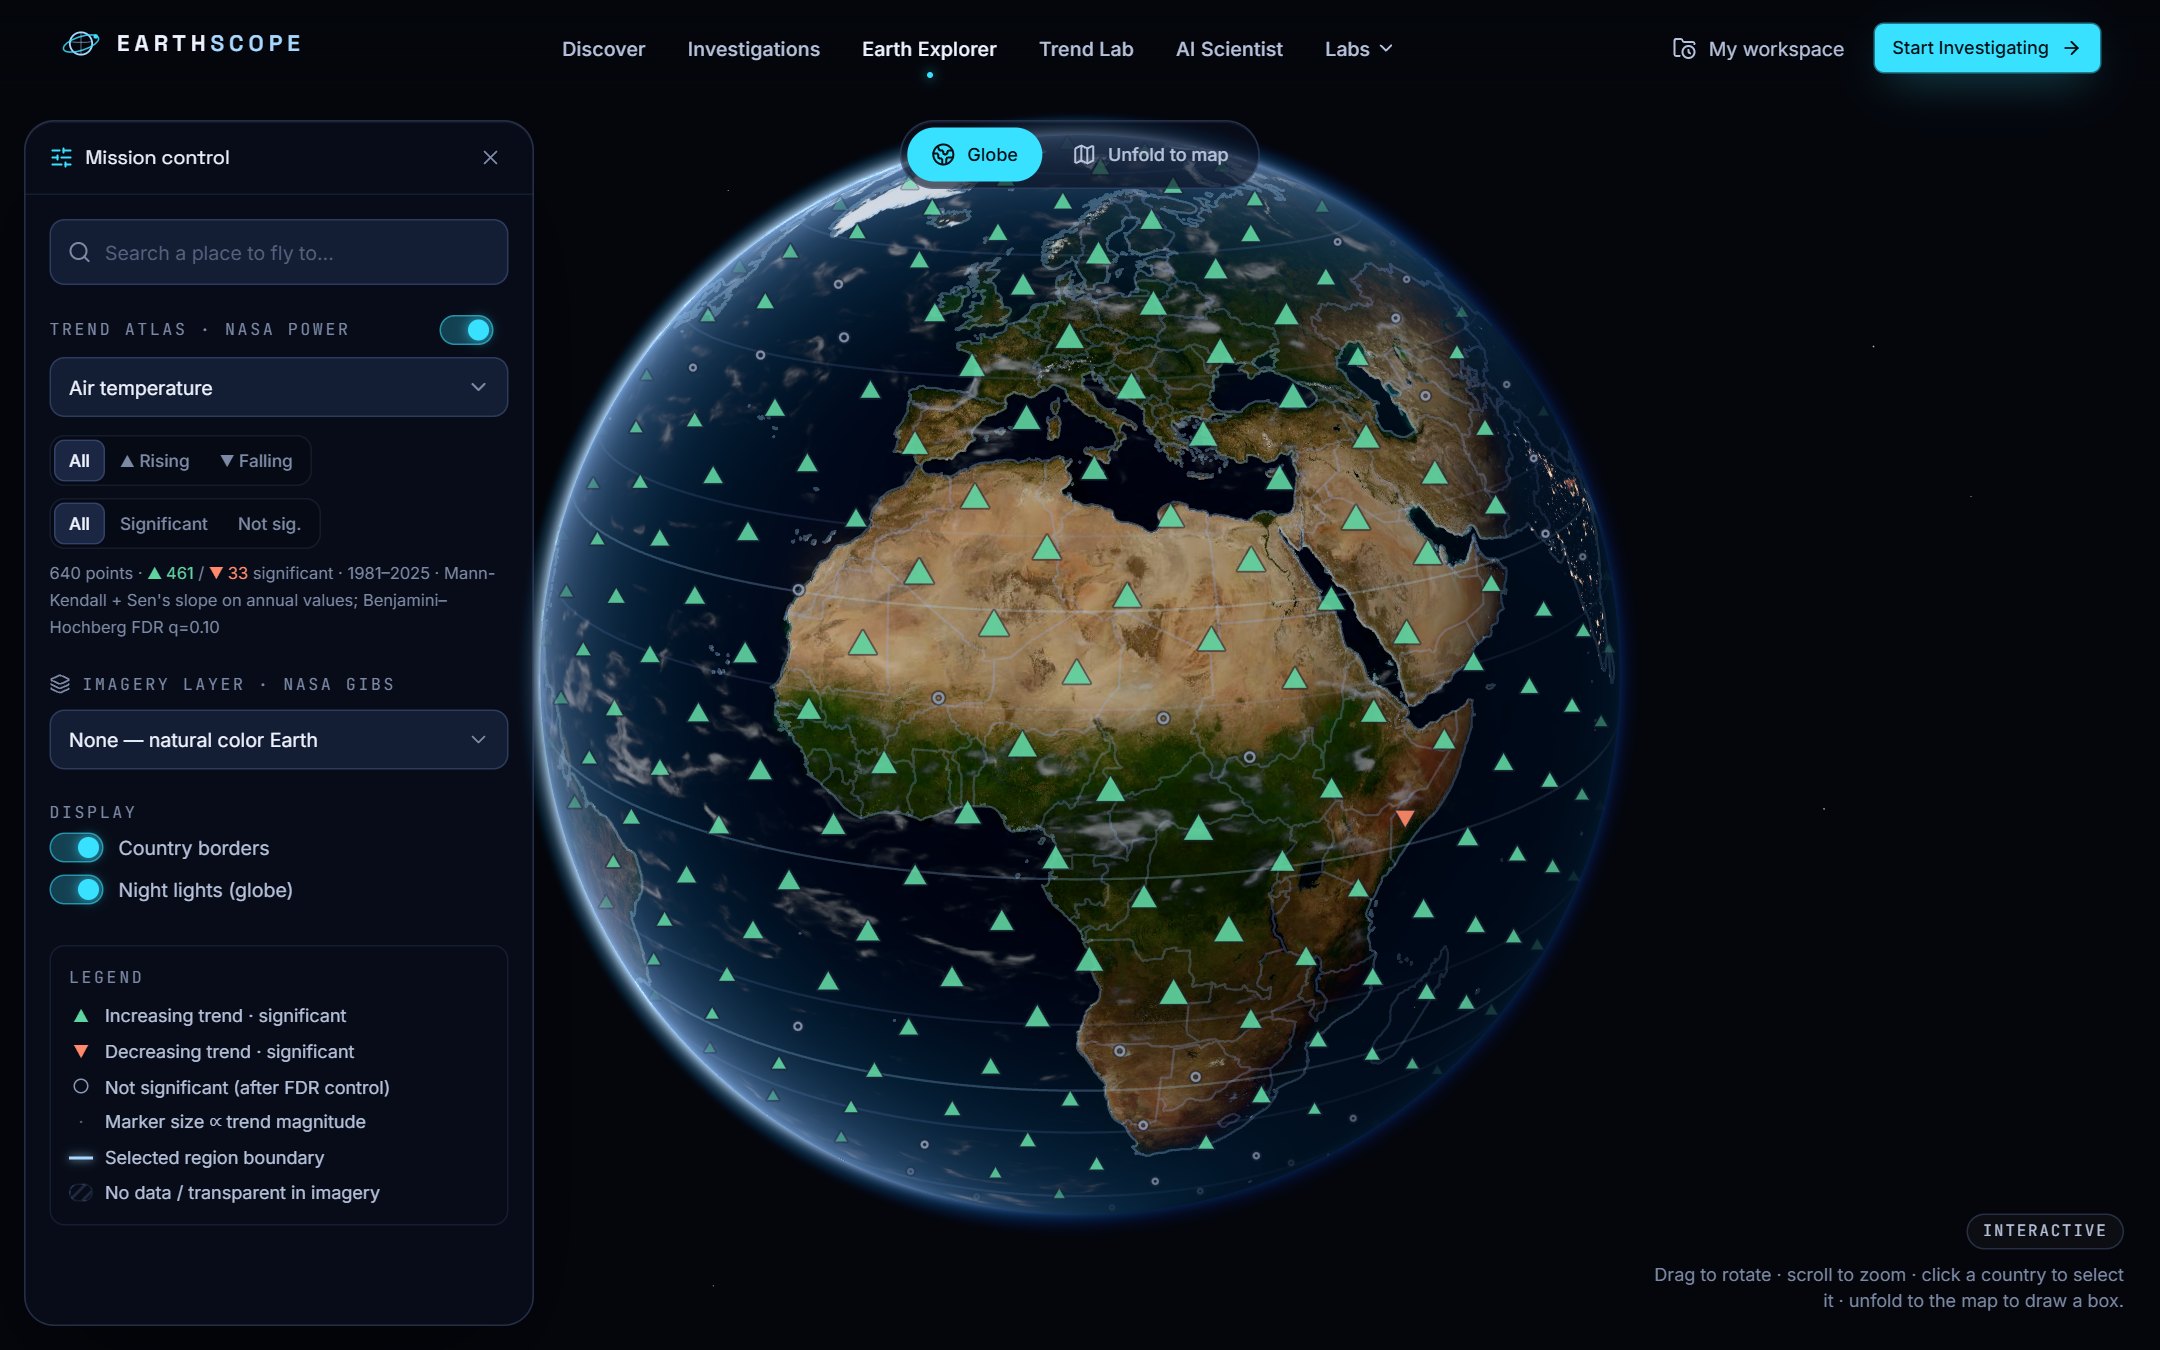 EARTHSCOPE
Discover
Investigations
Earth Explorer
Trend Lab
AI Scientist
Labs
My workspace
Start Investigating
Mission control
Globe
Unfold to map
Search a place to fly to...
TREND ATLAS · NASA POWER
Air temperature
All ▲ Rising ▼ Falling
All Significant Not sig.
640 points · ▲ 461 / ▼ 33 significant · 1981–2025 · Mann-
Kendall + Sen's slope on annual values; Benjamini–
Hochberg FDR q=0.10
IMAGERY LAYER · NASA GIBS
None — natural color Earth
DISPLAY
Country borders
Night lights (globe)
LEGEND
Increasing trend · significant
Decreasing trend · significant
Not significant (after FDR control)
Marker size ∝ trend magnitude
Selected region boundary
No data / transparent in imagery
INTERACTIVE
Drag to rotate · scroll to zoom · click a country to select
it · unfold to the map to draw a box.